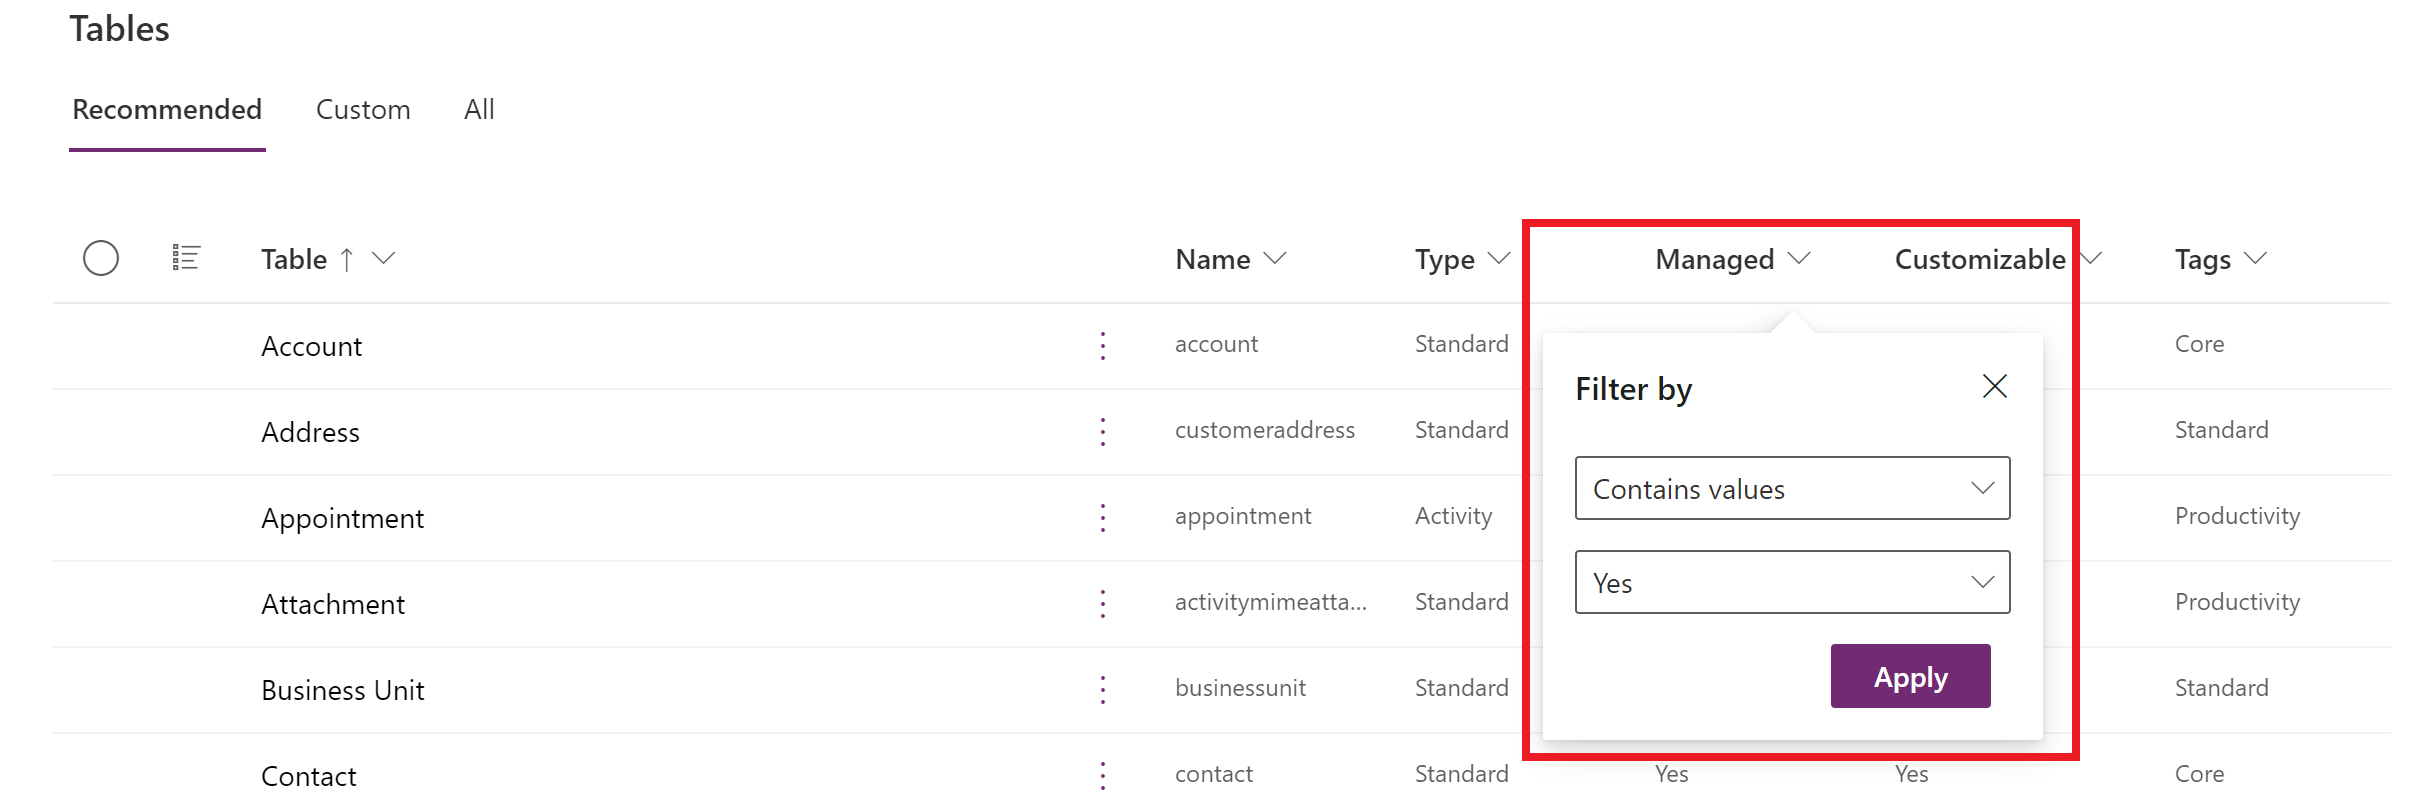 Tables
Recommended Custom All
Table ↑ Name Type Managed Customizable Tags
Account account Standard Core
Filter by
Address customeraddress Standard Standard
Contains values
Appointment appointment Activity Productivity
Yes
Attachment activitymimeatta... Standard Productivity
Apply
Business Unit businessunit Standard Standard
Contact contact Standard Yes Yes Core